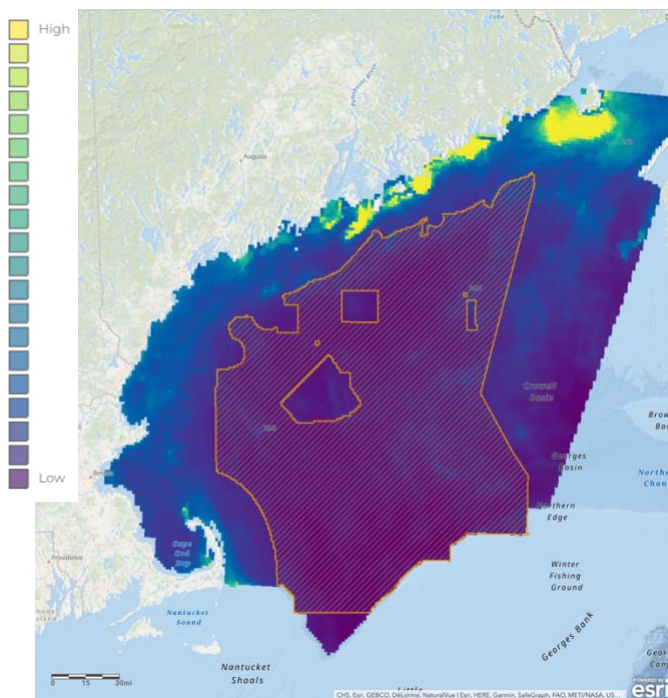 High
Low
Augusta
Crowell
Basin
Georges
Basin
Northern
Edge
Boston
Cape
Cod
Bay
Providence
Nantucket
Sound
Winter
Fishing
Ground
Georges Bank
Nantucket
Shoals
0 15 30mi
CHS, Esri, GEBCO, DeLorme, NaturalVue | Esri, HERE, Garmin, SafeGraph, FAO, METI/NASA, US...
POWERED BY
esri